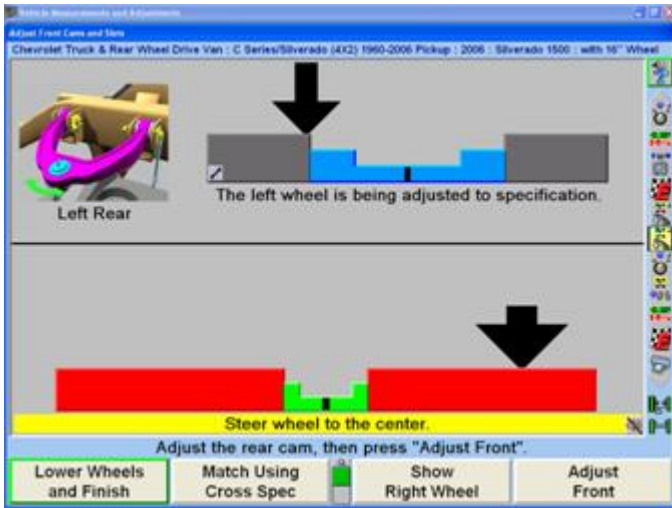 Vehicle Measurements and Adjustments
Adjust Front Cams and Slots
Chevrolet Truck & Rear Wheel Drive Van : C Series/Silverado (4X2) 1960-2006 Pickup : 2006 : Silverado 1500 : with 16" Wheel
Left Rear
The left wheel is being adjusted to specification.
Steer wheel to the center.
Adjust the rear cam, then press "Adjust Front".
Lower Wheels
and Finish
Match Using
Cross Spec
Show
Right Wheel
Adjust
Front